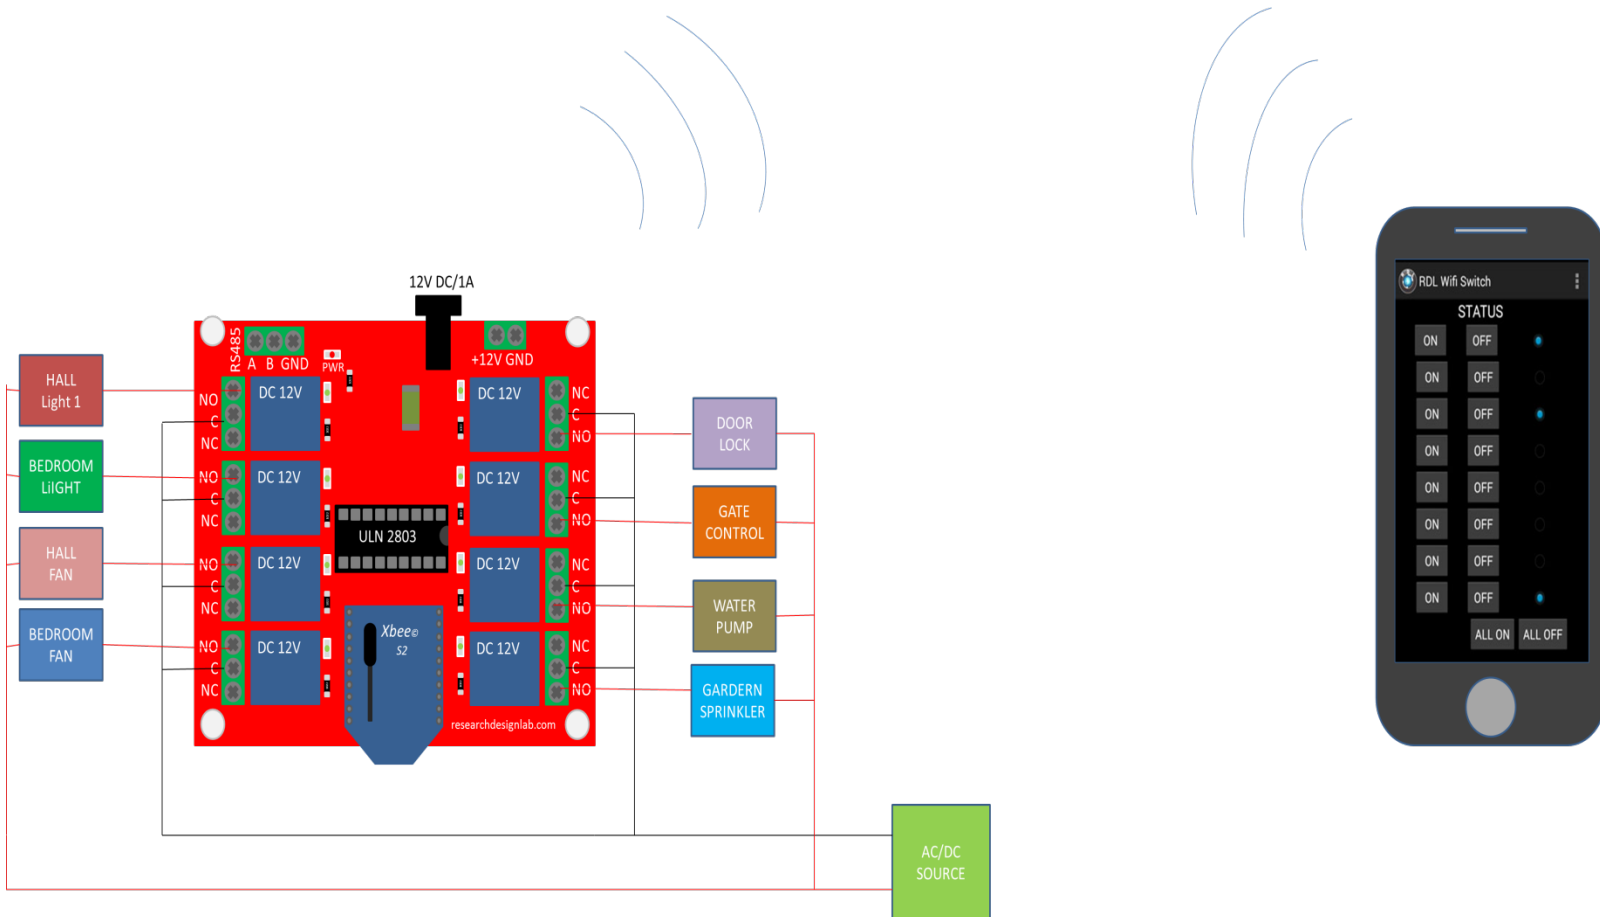 12V DC/1A
RS485
A B GND
PWR
+12V GND
HALL
Light 1
BEDROOM
LiIGHT
HALL
FAN
BEDROOM
FAN
NO
C
NC
NO
C
NC
NO
C
NC
NO
C
NC
DC 12V
DC 12V
DC 12V
DC 12V
ULN 2803
Xbee©
S2
DC 12V
DC 12V
DC 12V
DC 12V
researchdesignlab.com
NC
C
NO
NC
C
NO
NC
C
NO
NC
C
NO
DOOR
LOCK
GATE
CONTROL
WATER
PUMP
GARDERN
SPRINKLER
AC/DC
SOURCE
RDL Wifi Switch
STATUS
ON OFF
ON OFF
ON OFF
ON OFF
ON OFF
ON OFF
ON OFF
ON OFF
ALL ON ALL OFF